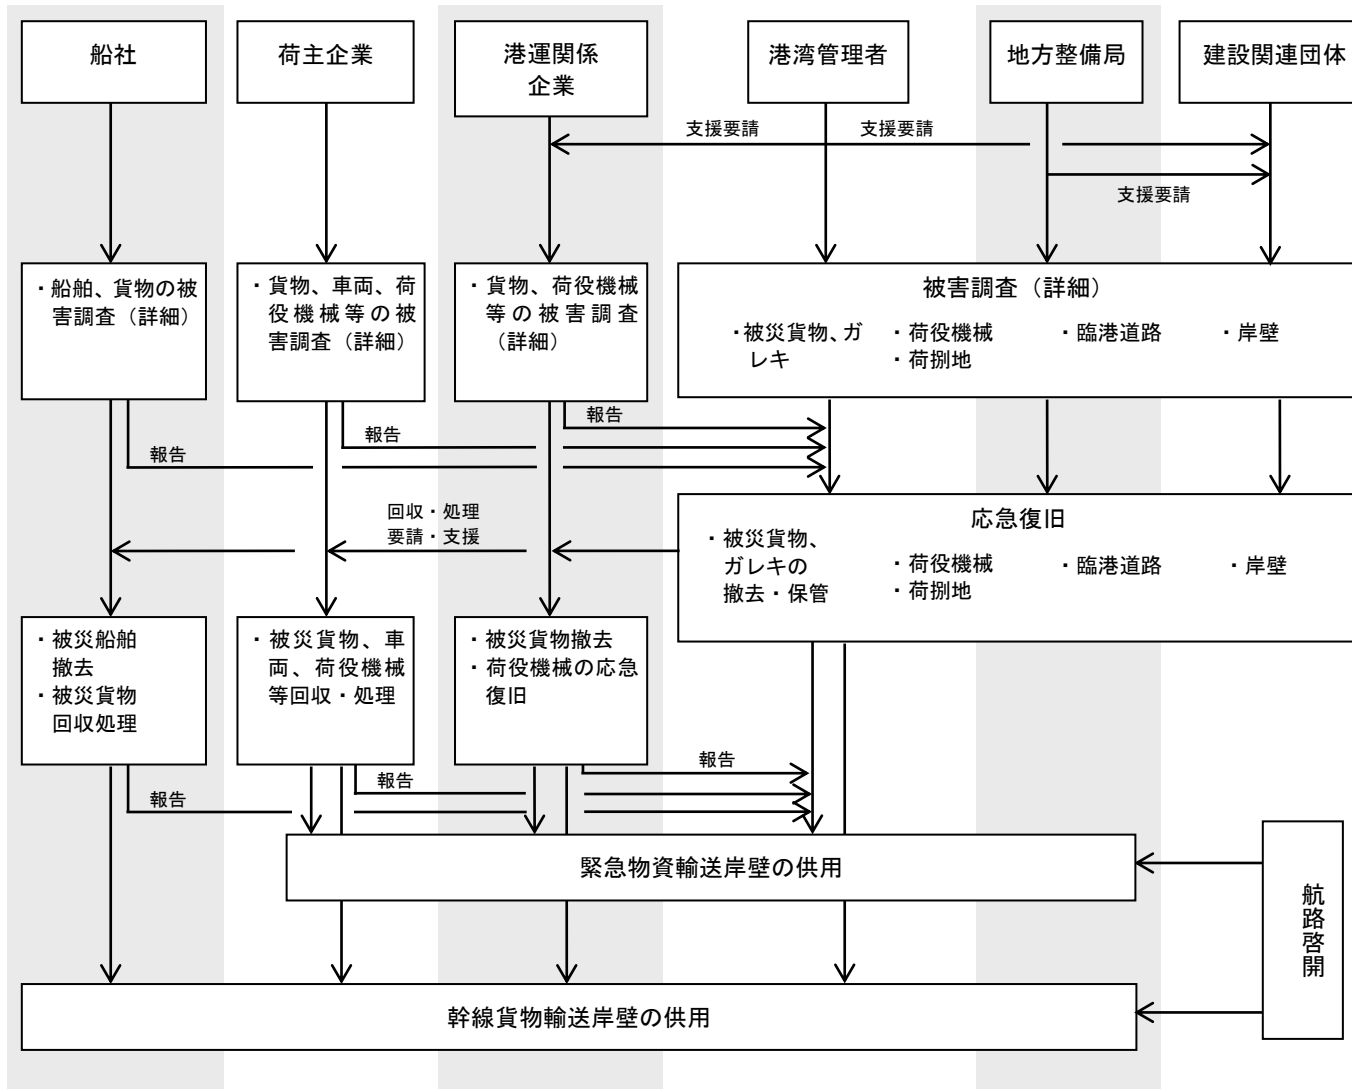 船社
荷主企業
港運関係
企業
港湾管理者
地方整備局
建設関連団体
支援要請
支援要請
支援要請
・船舶、貨物の被
害調査（詳細）
・貨物、車両、荷
役機械等の被
害調査（詳細）
・貨物、荷役機械
等の被害調査
（詳細）
被害調査（詳細）
・被災貨物、ガ
レキ
・荷役機械
・荷捌地
・臨港道路
・岸壁
報告
報告
報告
回収・処理
要請・支援
応急復旧
・被災貨物、
ガレキの
撤去・保管
・荷役機械
・荷捌地
・臨港道路
・岸壁
・被災船舶
撤去
・被災貨物
回収処理
・被災貨物、車
両、荷役機械
等回収・処理
・被災貨物撤去
・荷役機械の応急
復旧
報告
報告
報告
緊急物資輸送岸壁の供用
航路啓開
幹線貨物輸送岸壁の供用